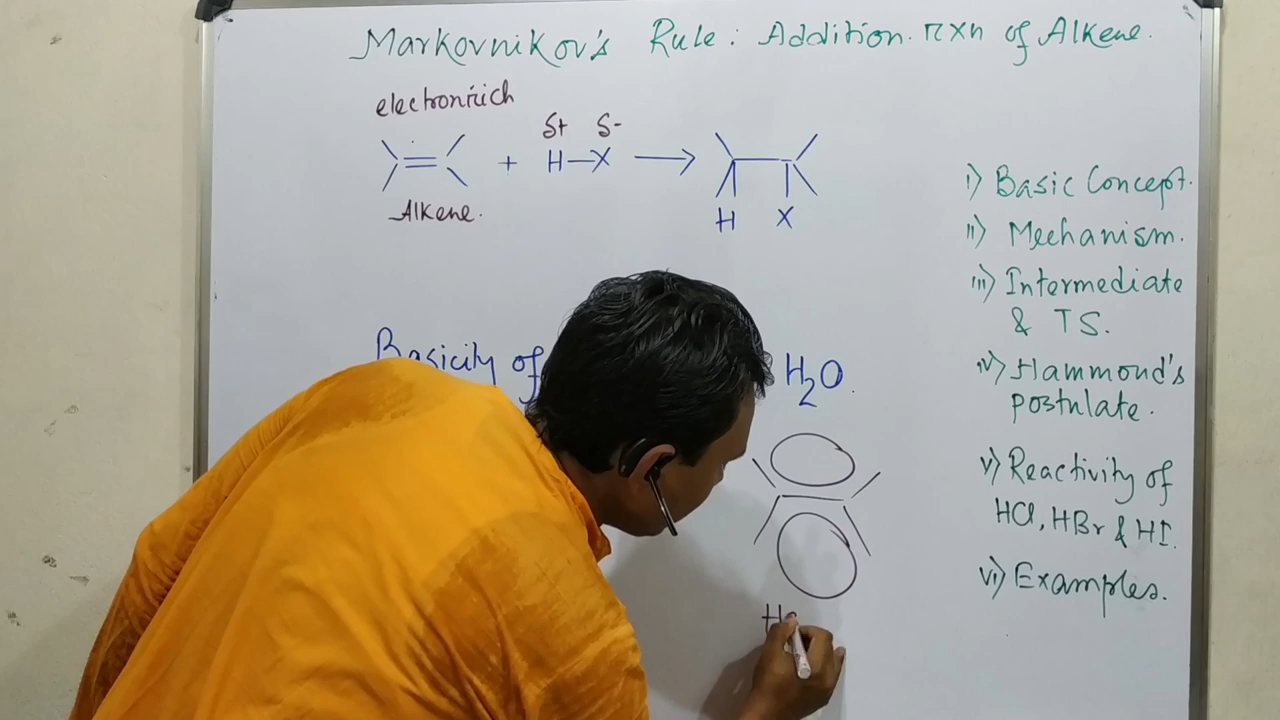 Markovnikov's Rule: Addition rxn of Alkene.
electronrich
δ+ δ-
+ H—X →
Alkene.
H X
Basicity of H2O.
i) Basic Concept.
ii) Mechanism.
iii) Intermediate
& TS.
iv) Hammond's
postulate.
v) Reactivity of
HCl, HBr & HI.
vi) Examples.
H